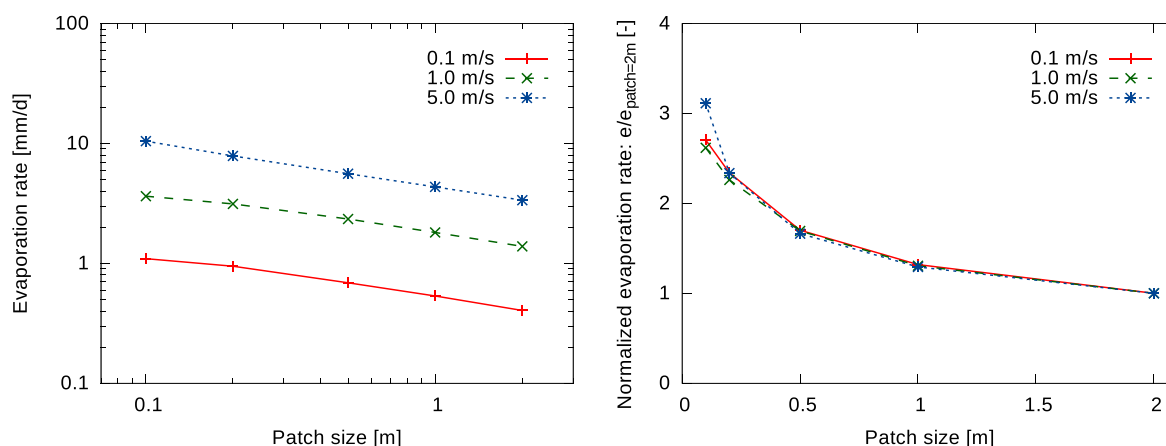 Evaporation rate [mm/d]
100
10
1
0.1
0.1 m/s
1.0 m/s
5.0 m/s
0.1
1
Patch size [m]
Normalized evaporation rate: e/e_patch=2m [-]
4
3
2
1
0
0.1 m/s
1.0 m/s
5.0 m/s
0
0.5
1
1.5
2
Patch size [m]